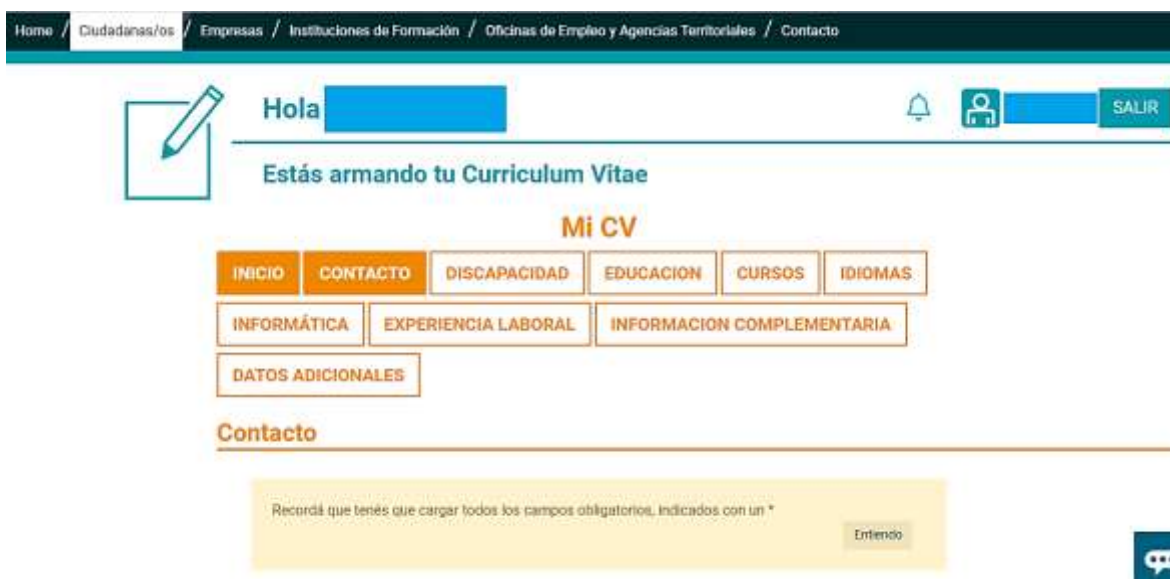 Home / Ciudadanas/os / Empresas / Instituciones de Formación / Oficinas de Empleo y Agencias Territoriales / Contacto
Hola
SALIR
Estás armando tu Curriculum Vitae
Mi CV
INICIO CONTACTO DISCAPACIDAD EDUCACION CURSOS IDIOMAS
INFORMÁTICA EXPERIENCIA LABORAL INFORMACION COMPLEMENTARIA
DATOS ADICIONALES
Contacto
Recordá que tenés que cargar todos los campos obligatorios, indicados con un *
Entiendo